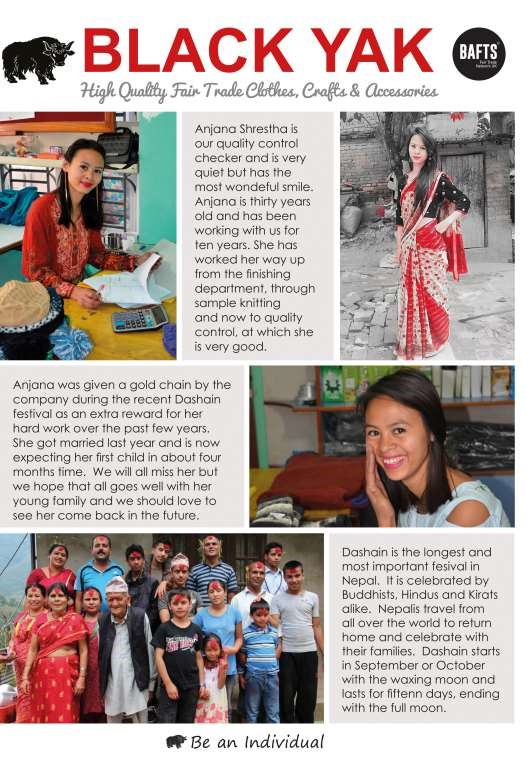 BLACK YAK
BAFTS
Fair Trade
Network UK
High Quality Fair Trade Clothes, Crafts & Accessories
Anjana Shrestha is
our quality control
checker and is very
quiet but has the
most wondeful smile.
Anjana is thirty years
old and has been
working with us for
ten years. She has
worked her way up
from the finishing
department, through
sample knitting
and now to quality
control, at which she
is very good.
Anjana was given a gold chain by the
company during the recent Dashain
festival as an extra reward for her
hard work over the past few years.
She got married last year and is now
expecting her first child in about four
months time. We will all miss her but
we hope that all goes well with her
young family and we should love to
see her come back in the future.
Dashain is the longest and
most important fesival in
Nepal. It is celebrated by
Buddhists, Hindus and Kirats
alike. Nepalis travel from
all over the world to return
home and celebrate with
their families. Dashain starts
in September or October
with the waxing moon and
lasts for fiftenn days, ending
with the full moon.
Be an Individual